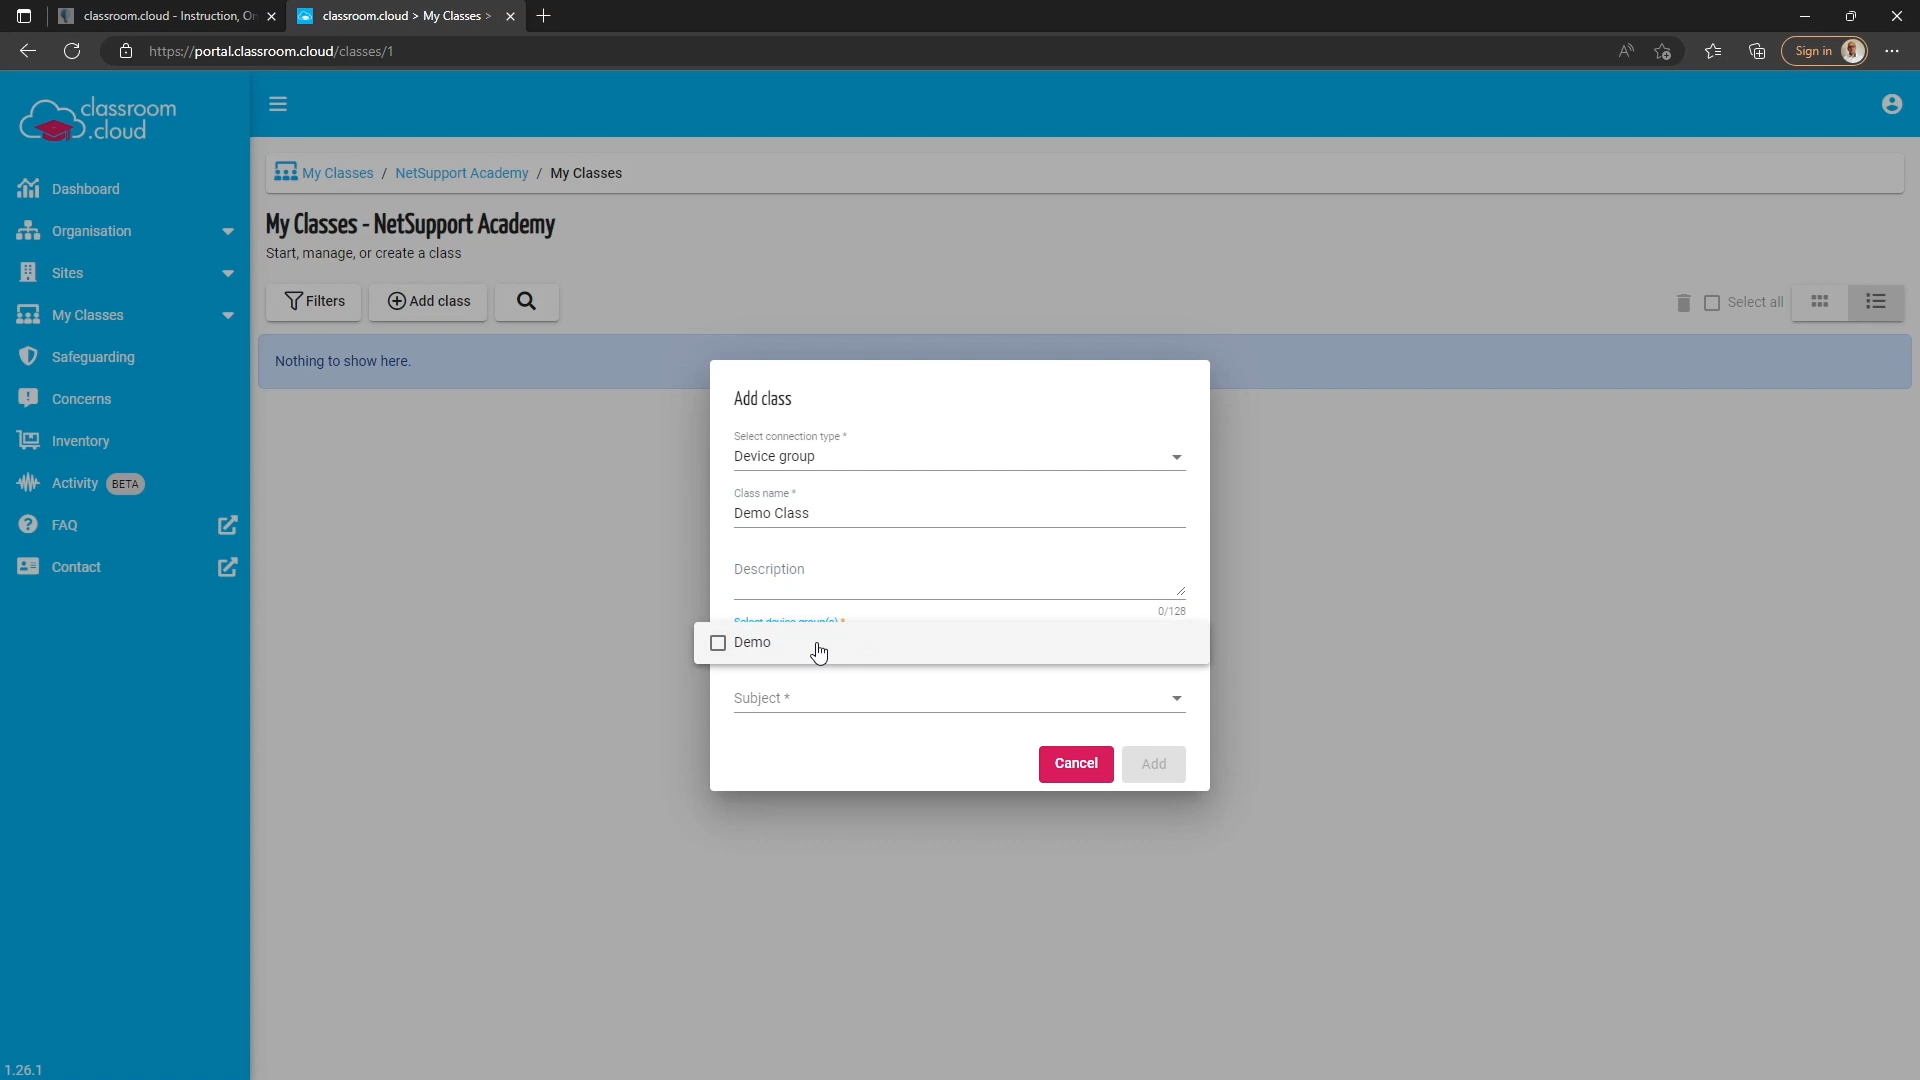 classroom.cloud - Instruction, On
classroom.cloud > My Classes >
https://portal.classroom.cloud/classes/1
Sign in
classroom
.cloud
Dashboard
Organisation
Sites
My Classes
Safeguarding
Concerns
Inventory
Activity BETA
FAQ
Contact
1.26.1
My Classes / NetSupport Academy / My Classes
My Classes - NetSupport Academy
Start, manage, or create a class
Filters
Add class
Select all
Nothing to show here.
Add class
Select connection type *
Device group
Class name *
Demo Class
Description
0/128
Select device group(s) *
Demo
Subject *
Cancel
Add